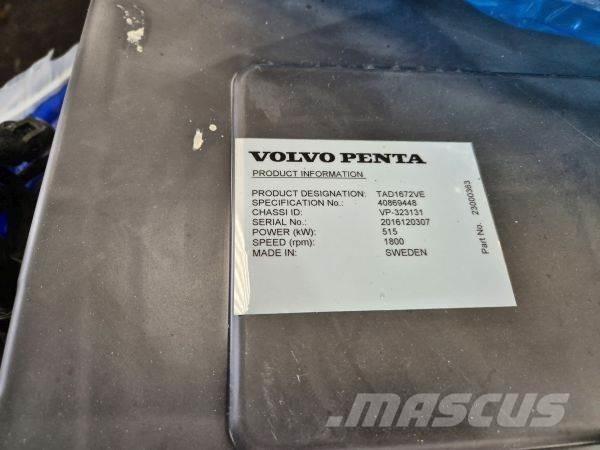 VOLVO PENTA
PRODUCT INFORMATION
PRODUCT DESIGNATION: TAD1672VE
SPECIFICATION No.: 40869448
CHASSI ID: VP-323131
SERIAL No.: 2016120307
POWER (kW): 515
SPEED (rpm): 1800
MADE IN: SWEDEN
Part No. 23000363
MASCUS